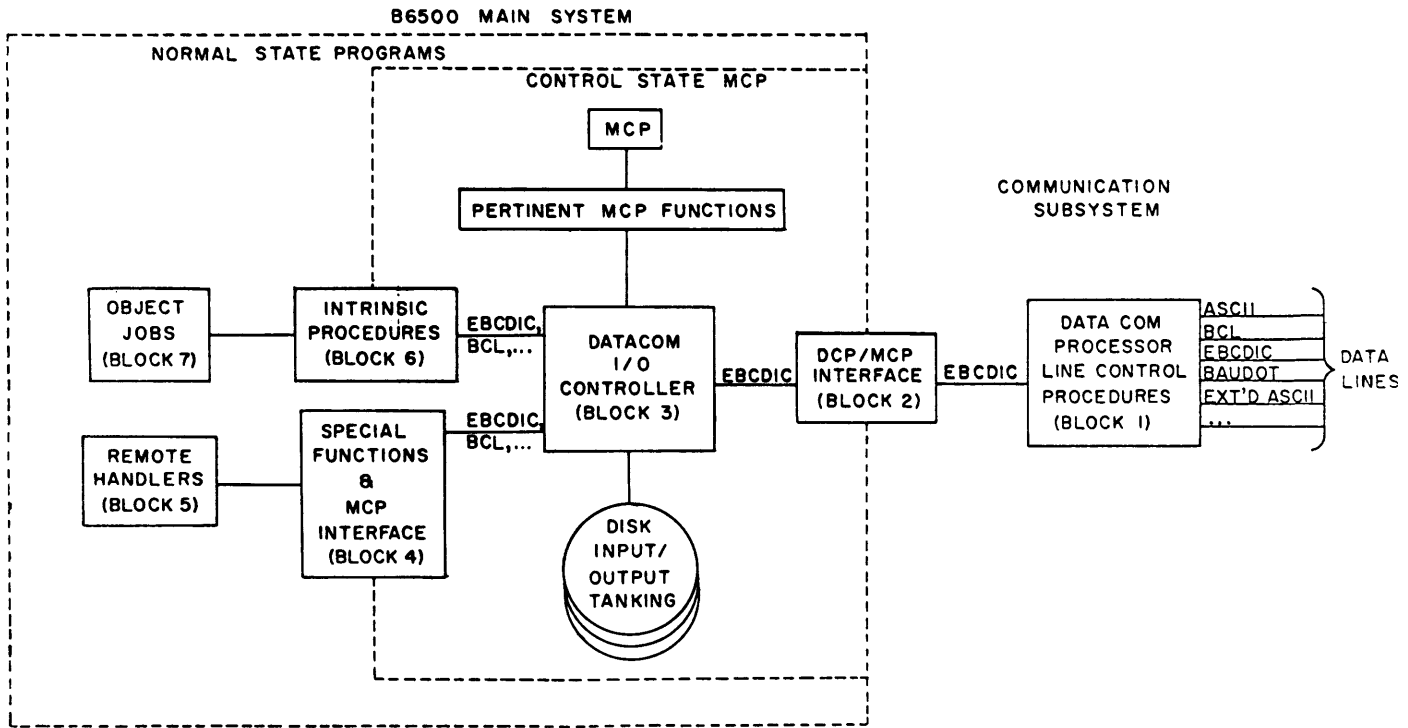 B6500 MAIN SYSTEM
NORMAL STATE PROGRAMS
CONTROL STATE MCP
MCP
PERTINENT MCP FUNCTIONS
COMMUNICATION
SUBSYSTEM
OBJECT
JOBS
(BLOCK 7)
INTRINSIC
PROCEDURES
(BLOCK 6)
EBCDIC,
BCL,...
DATACOM
I/O
CONTROLLER
(BLOCK 3)
EBCDIC
DCP/MCP
INTERFACE
(BLOCK 2)
EBCDIC
DATA COM
PROCESSOR
LINE CONTROL
PROCEDURES
(BLOCK 1)
ASCII
BCL
EBCDIC
BAUDOT
EXT'D ASCII
...
DATA
LINES
REMOTE
HANDLERS
(BLOCK 5)
SPECIAL
FUNCTIONS
&
MCP
INTERFACE
(BLOCK 4)
EBCDIC,
BCL,...
DISK
INPUT/
OUTPUT
TANKING